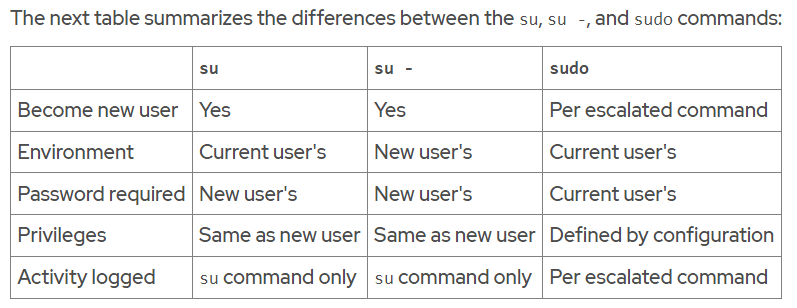 The next table summarizes the differences between the su, su -, and sudo commands:
su su - sudo
Become new user Yes Yes Per escalated command
Environment Current user's New user's Current user's
Password required New user's New user's Current user's
Privileges Same as new user Same as new user Defined by configuration
Activity logged su command only su command only Per escalated command